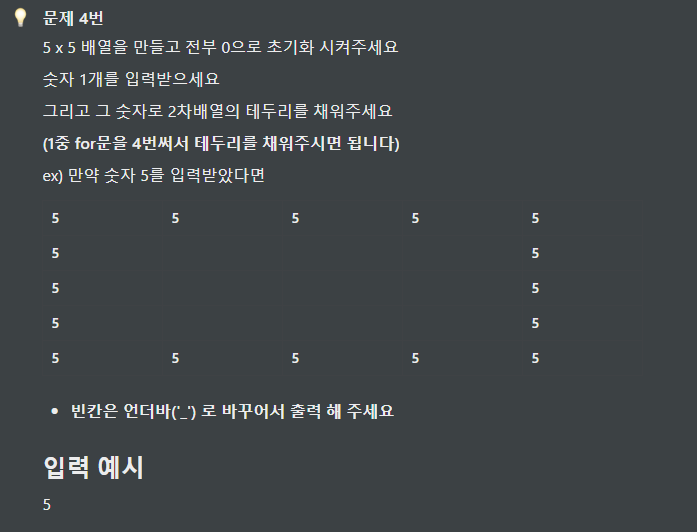 문제 4번
5 x 5 배열을 만들고 전부 0으로 초기화 시켜주세요
숫자 1개를 입력받으세요
그리고 그 숫자로 2차배열의 테두리를 채워주세요
(1중 for문을 4번써서 테두리를 채워주시면 됩니다)
ex) 만약 숫자 5를 입력받았다면
5 5 5 5 5
5 5
5 5
5 5
5 5 5 5 5
• 빈칸은 언더바('_') 로 바꾸어서 출력 해 주세요
입력 예시
5